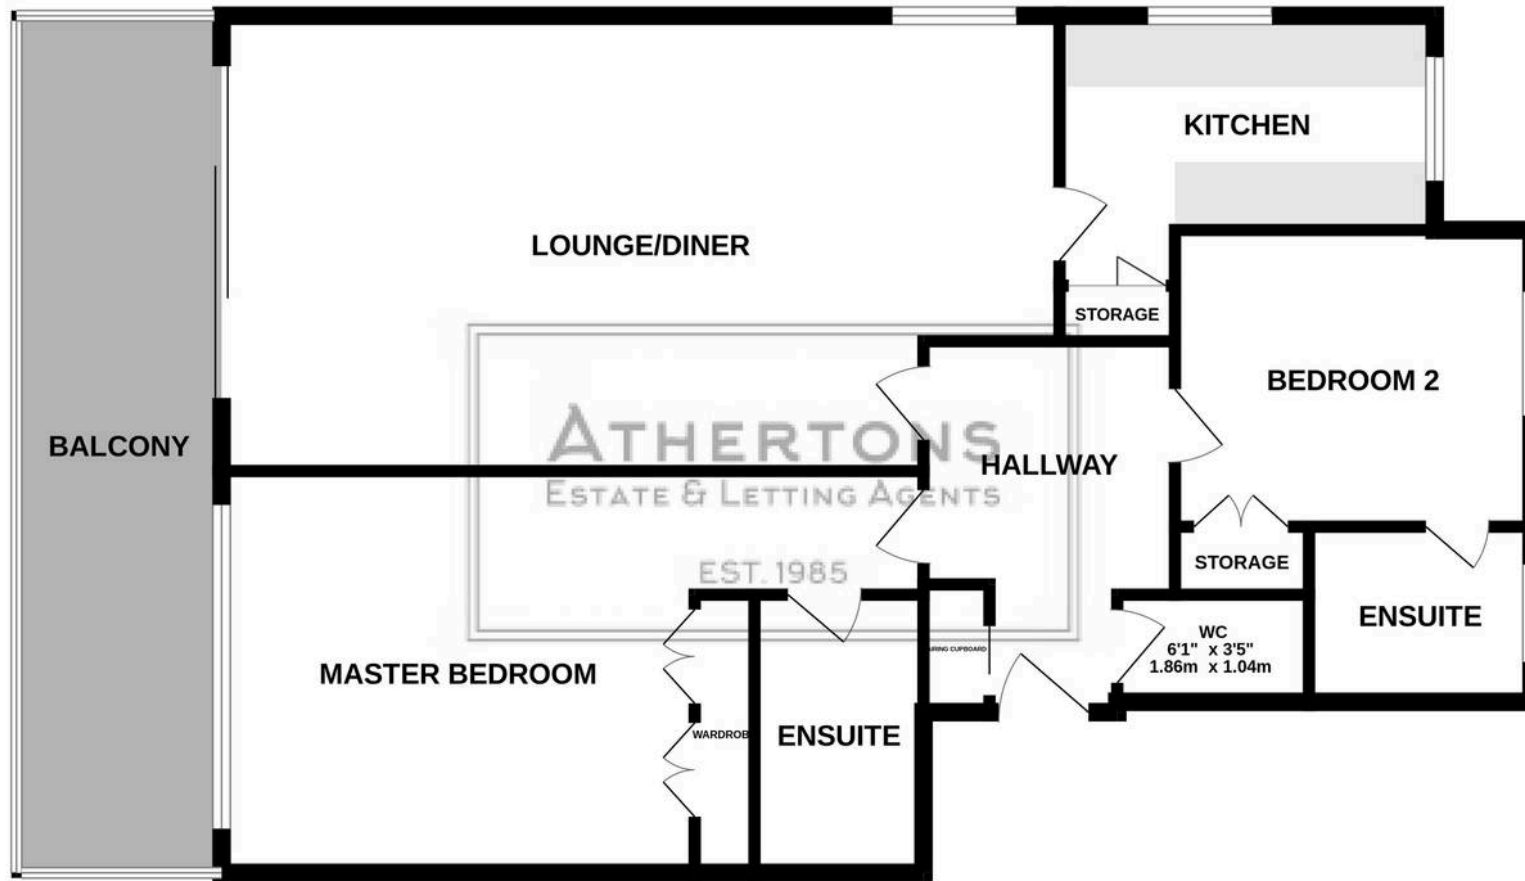 KITCHEN
LOUNGE/DINER
STORAGE
BEDROOM 2
BALCONY
ATHERTONS
HALLWAY
ESTATE & LETTING AGENTS
STORAGE
EST. 1985
ENSUITE
WC
6'1" x 3'5"
1.86m x 1.04m
CUPBOARD
MASTER BEDROOM
WARDROB
ENSUITE